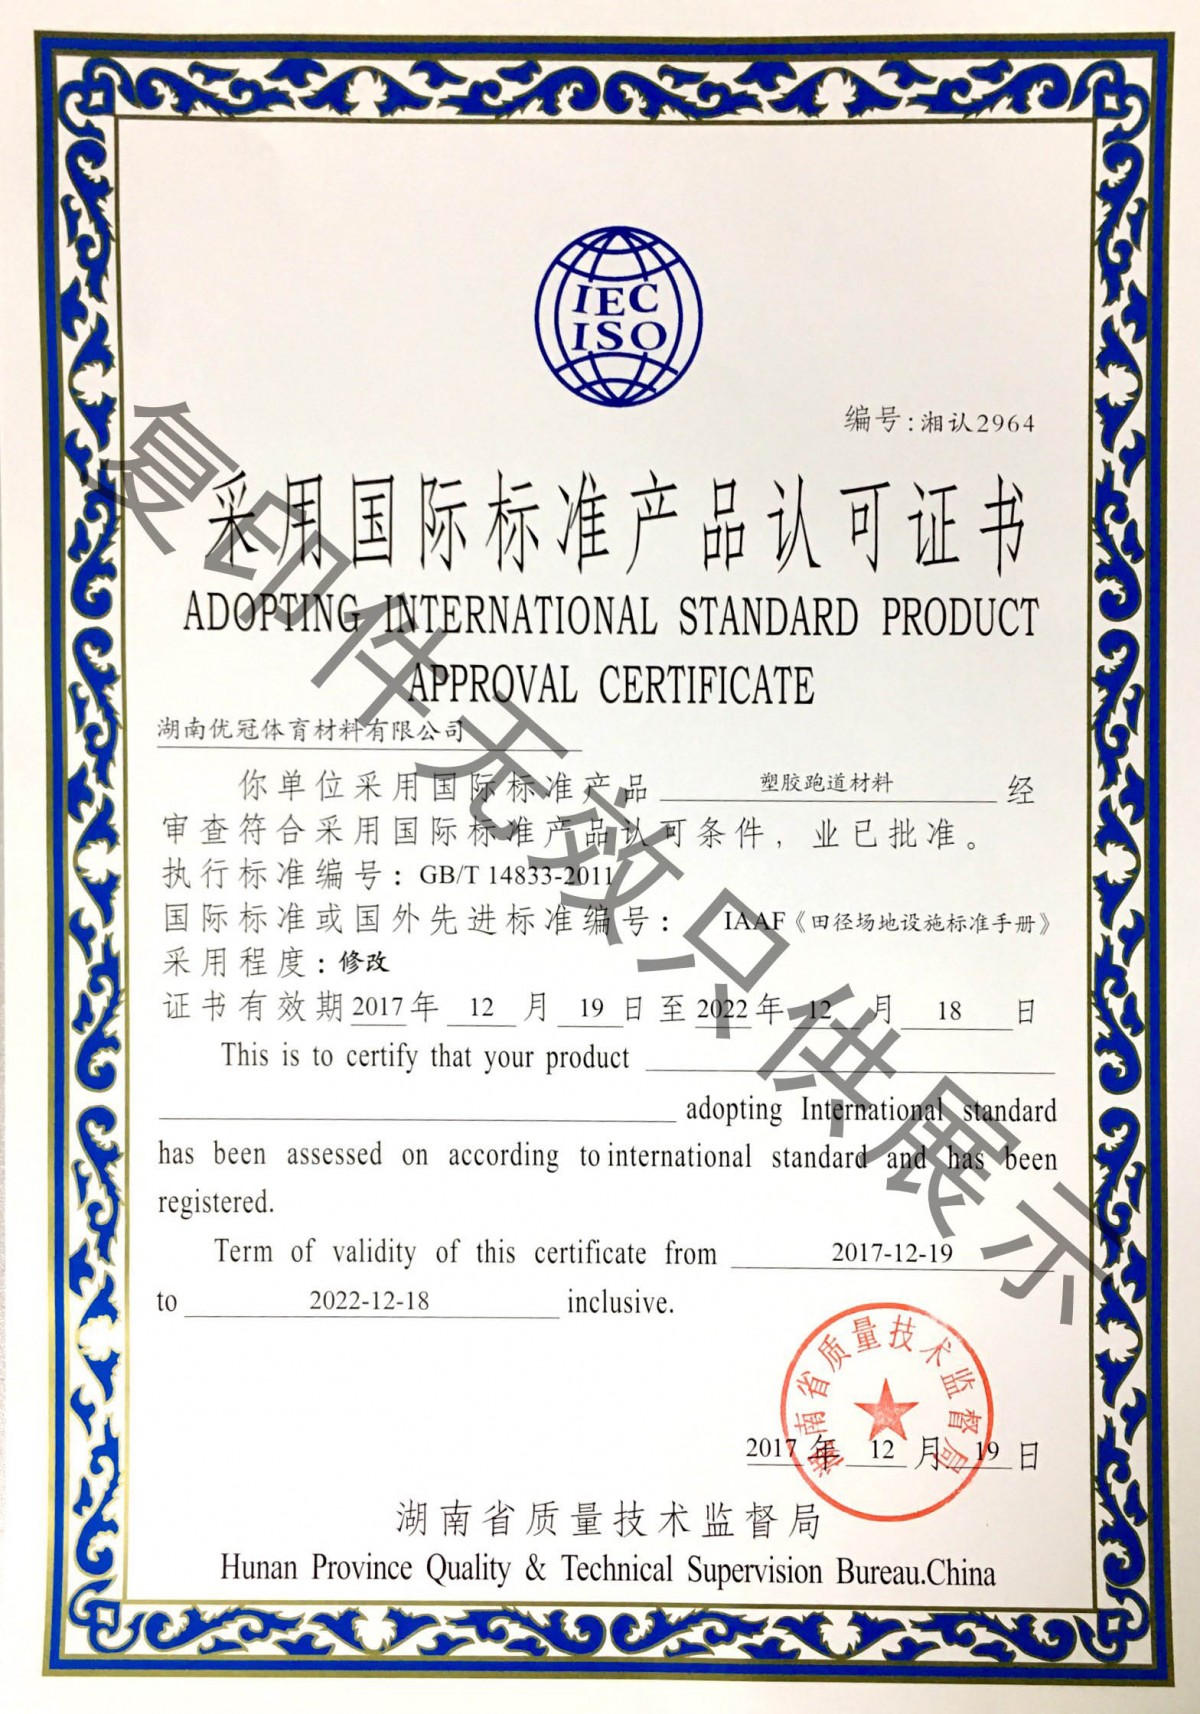 IEC
ISO
编号:湘认2964
采用国际标准产品认可证书
ADOPTING INTERNATIONAL STANDARD PRODUCT
APPROVAL CERTIFICATE
湖南优冠体育材料有限公司
你单位采用国际标准产品 塑胶跑道材料 经
审查符合采用国际标准产品认可条件，业已批准。
执行标准编号：GB/T 14833-2011
国际标准或国外先进标准编号： IAAF《田径场地设施标准手册》
采用程度：修改
证书有效期2017年 12 月 19 日至2022年 12 月 18 日
This is to certify that your product
adopting International standard
has been assessed on according to international standard and has been
registered.
Term of validity of this certificate from 2017-12-19
to 2022-12-18 inclusive.
湖南省质量技术监督局
2017 年 12 月 19 日
湖南省质量技术监督局
Hunan Province Quality & Technical Supervision Bureau.China
复印件无效只供展示